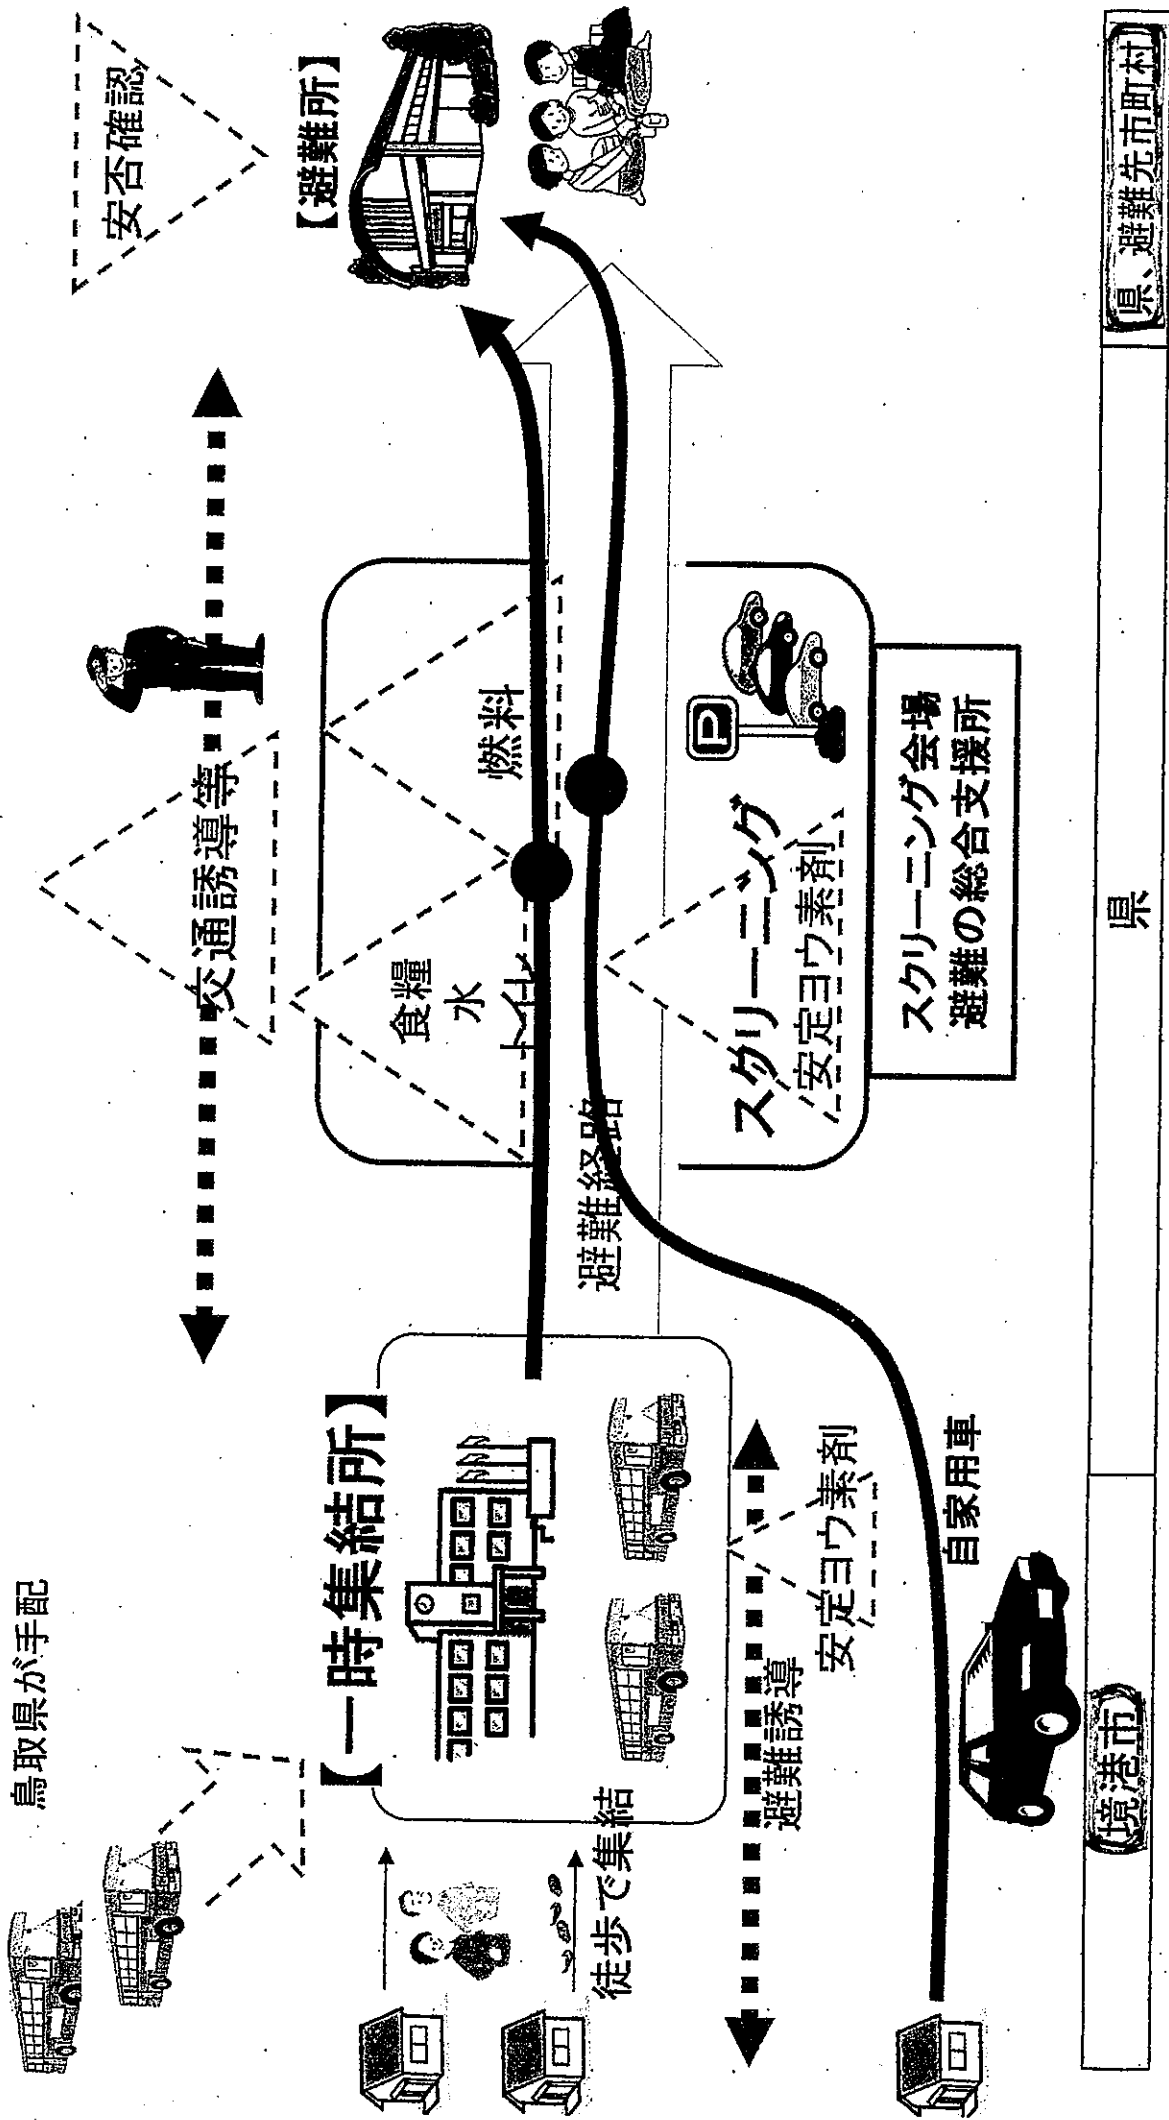 鳥取県が手配
【一時集結所】
徒歩で集結
避難誘導
安定ヨウ素剤
自家用車
避難経路
交通誘導等
食糧
水
トイレ
燃料
スクリーニング
安定ヨウ素剤
P
スクリーニング会場
避難の総合支援所
安否確認
【避難所】
境港市
県
県、避難先市町村